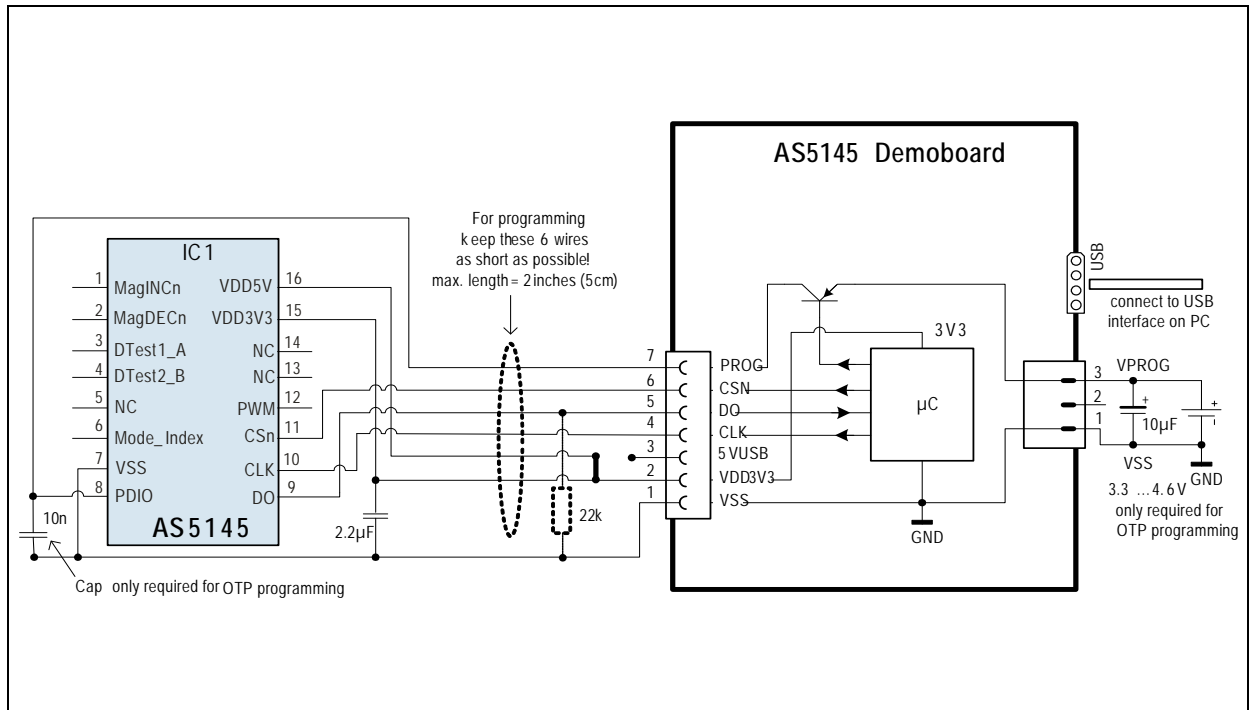 AS5145 Demoboard
For programming
keep these 6 wires
as short as possible!
max. length = 2 inches (5cm)
IC1
1 MagINCn
2 MagDECn
3 DTest1_A
4 DTest2_B
5 NC
6 Mode_Index
7 VSS
8 PDIO
VDD5V 16
VDD3V3 15
NC 14
NC 13
PWM 12
CSn 11
CLK 10
DO 9
AS5145
10n
Cap only required for OTP programming
2.2µF
22k
7 PROG
6 CSN
5 DO
4 CLK
3 5VUSB
2 VDD3V3
1 VSS
3V3
µC
GND
USB
connect to USB
interface on PC
3
2
1
VPROG
+
10µF
+
-
VSS
GND
3.3 ...4.6V
only required for
OTP programming